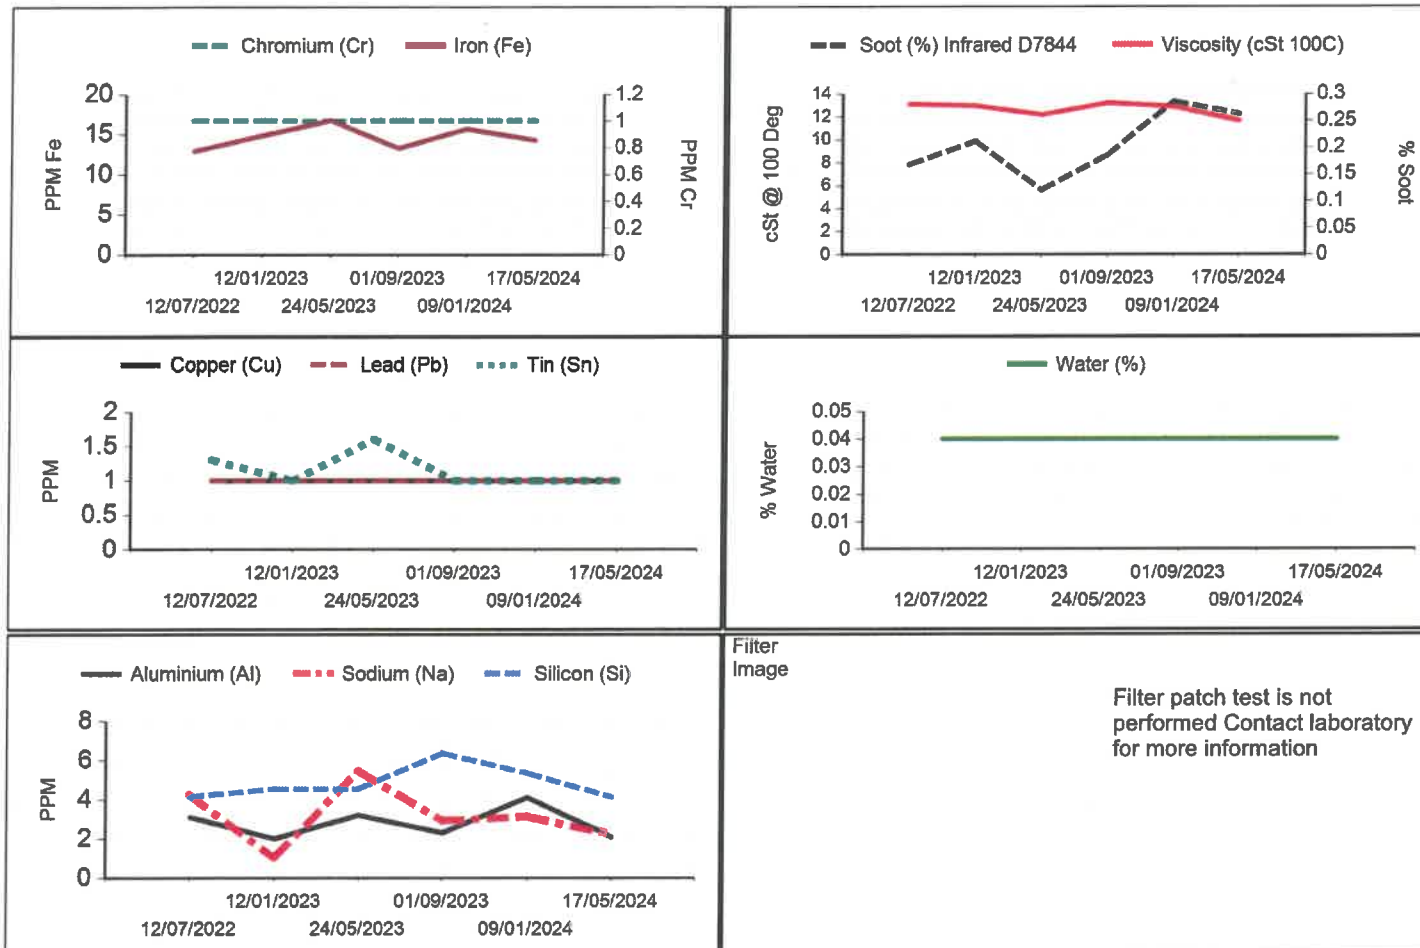 Chromium (Cr) Iron (Fe)
20
15
10
5
0
PPM Fe
1.2
1
0.8
0.6
0.4
0.2
0
PPM Cr
12/01/2023 01/09/2023 17/05/2024
12/07/2022 24/05/2023 09/01/2024
Soot (%) Infrared D7844 Viscosity (cSt 100C)
14
12
10
8
6
4
2
0
cSt @ 100 Deg
0.3
0.25
0.2
0.15
0.1
0.05
0
% Soot
12/01/2023 01/09/2023 17/05/2024
12/07/2022 24/05/2023 09/01/2024
Copper (Cu) Lead (Pb) Tin (Sn)
2
1.5
1
0.5
0
PPM
12/01/2023 01/09/2023 17/05/2024
12/07/2022 24/05/2023 09/01/2024
Water (%)
0.05
0.04
0.03
0.02
0.01
0
% Water
12/01/2023 01/09/2023 17/05/2024
12/07/2022 24/05/2023 09/01/2024
Aluminium (Al) Sodium (Na) Silicon (Si)
8
6
4
2
0
PPM
12/01/2023 01/09/2023 17/05/2024
12/07/2022 24/05/2023 09/01/2024
Filter
Image
Filter patch test is not
performed Contact laboratory
for more information